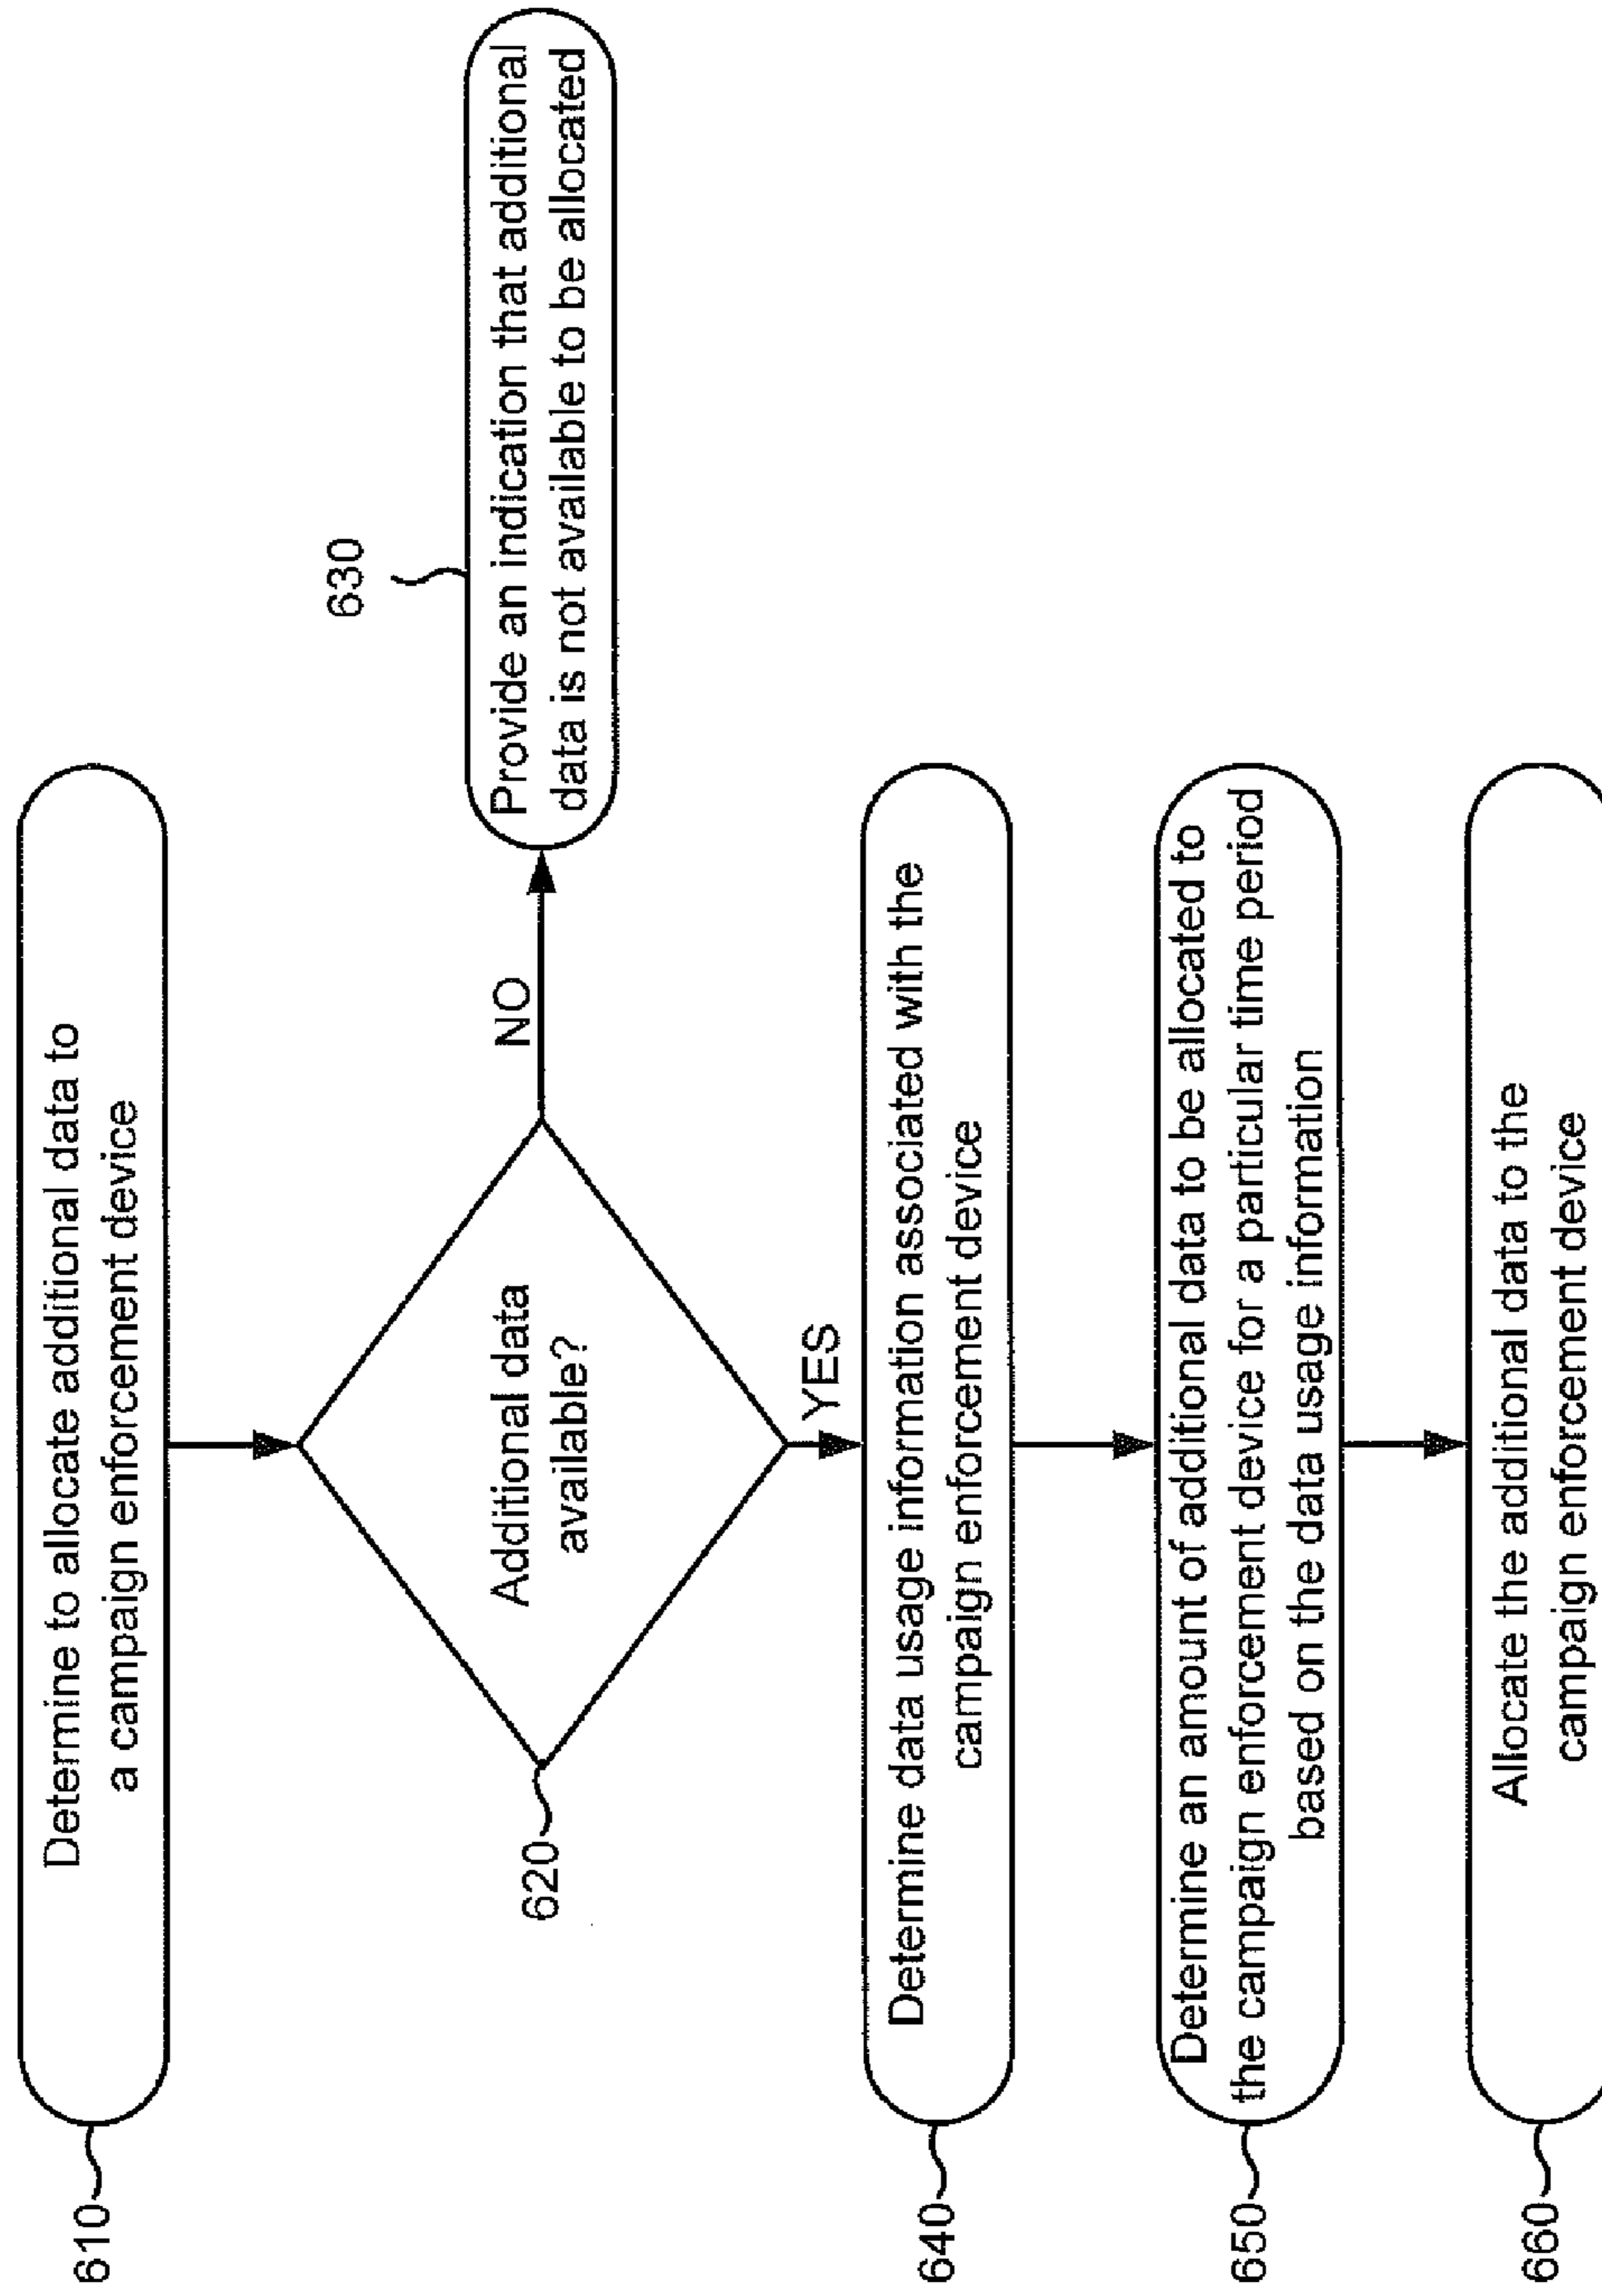 610
Determine to allocate additional data to
a campaign enforcement device
620
Additional data
available?
NO
630
Provide an indication that additional
data is not available to be allocated
YES
640
Determine data usage information associated with the
campaign enforcement device
650
Determine an amount of additional data to be allocated to
the campaign enforcement device for a particular time period
based on the data usage information
660
Allocate the additional data to the
campaign enforcement device